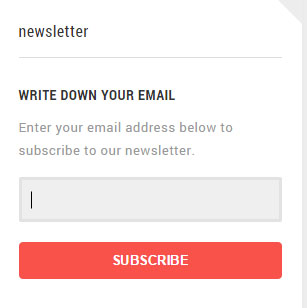 newsletter
WRITE DOWN YOUR EMAIL
Enter your email address below to
subscribe to our newsletter.
SUBSCRIBE